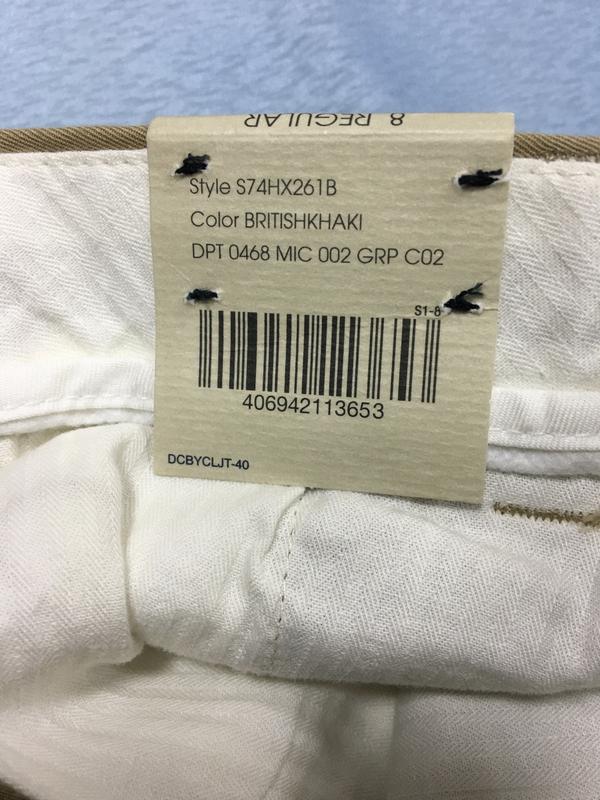 8 REGULAR
Style S74HX261B
Color BRITISHKHAKI
DPT 0468 MIC 002 GRP C02
S1-8
406942113653
DCBYCLJT-40